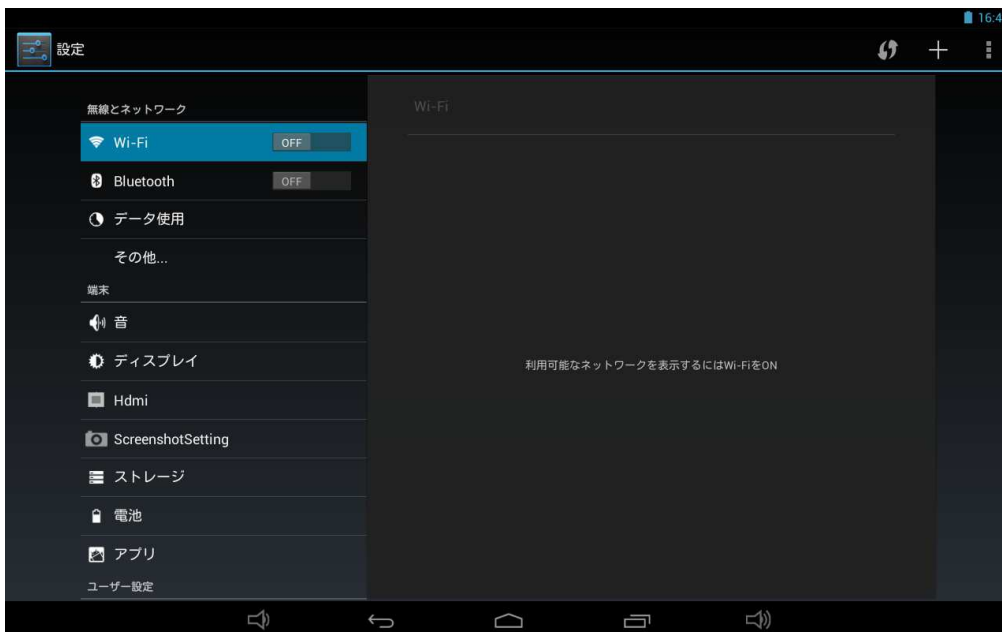 16:4
設定
無線とネットワーク
Wi-Fi OFF
Bluetooth OFF
データ使用
その他...
端末
音
ディスプレイ
Hdmi
ScreenshotSetting
ストレージ
電池
アプリ
ユーザー設定
Wi-Fi
利用可能なネットワークを表示するにはWi-FiをON